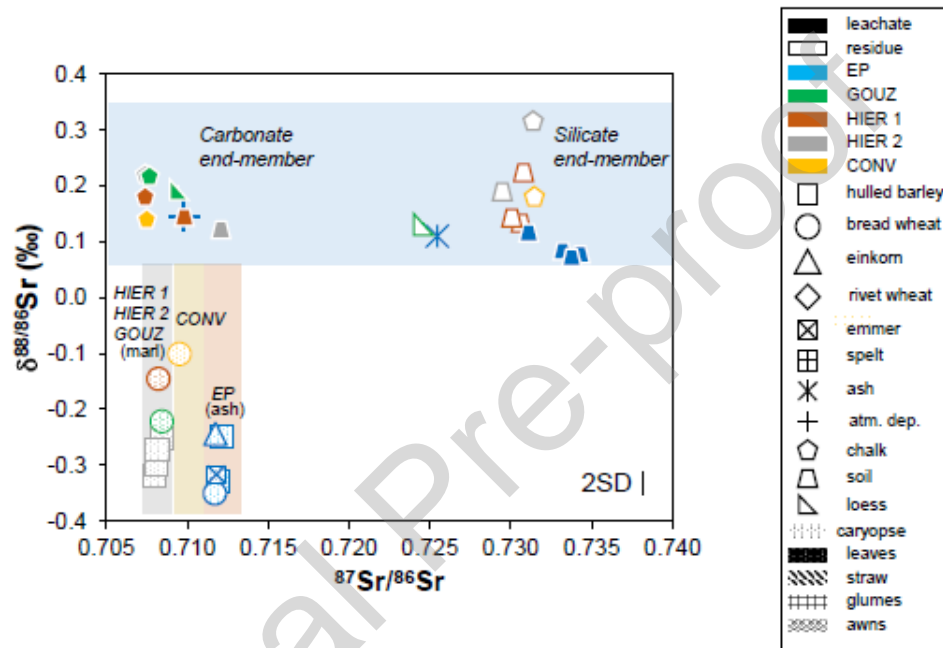 leachate
residue
EP
GOUZ
HIER 1
HIER 2
CONV
hulled barley
bread wheat
einkorn
rivet wheat
emmer
spelt
ash
atm. dep.
chalk
soil
loess
caryopse
leaves
straw
glumes
awns
0.4
0.3
0.2
0.1
0.0
-0.1
-0.2
-0.3
-0.4
δ88/86Sr (‰)
Carbonate
end-member
Silicate
end-member
HIER 1
HIER 2
GOUZ
(marl)
CONV
EP
(ash)
2SD
0.705 0.710 0.715 0.720 0.725 0.730 0.735 0.740
87Sr/86Sr
al Pre-proof